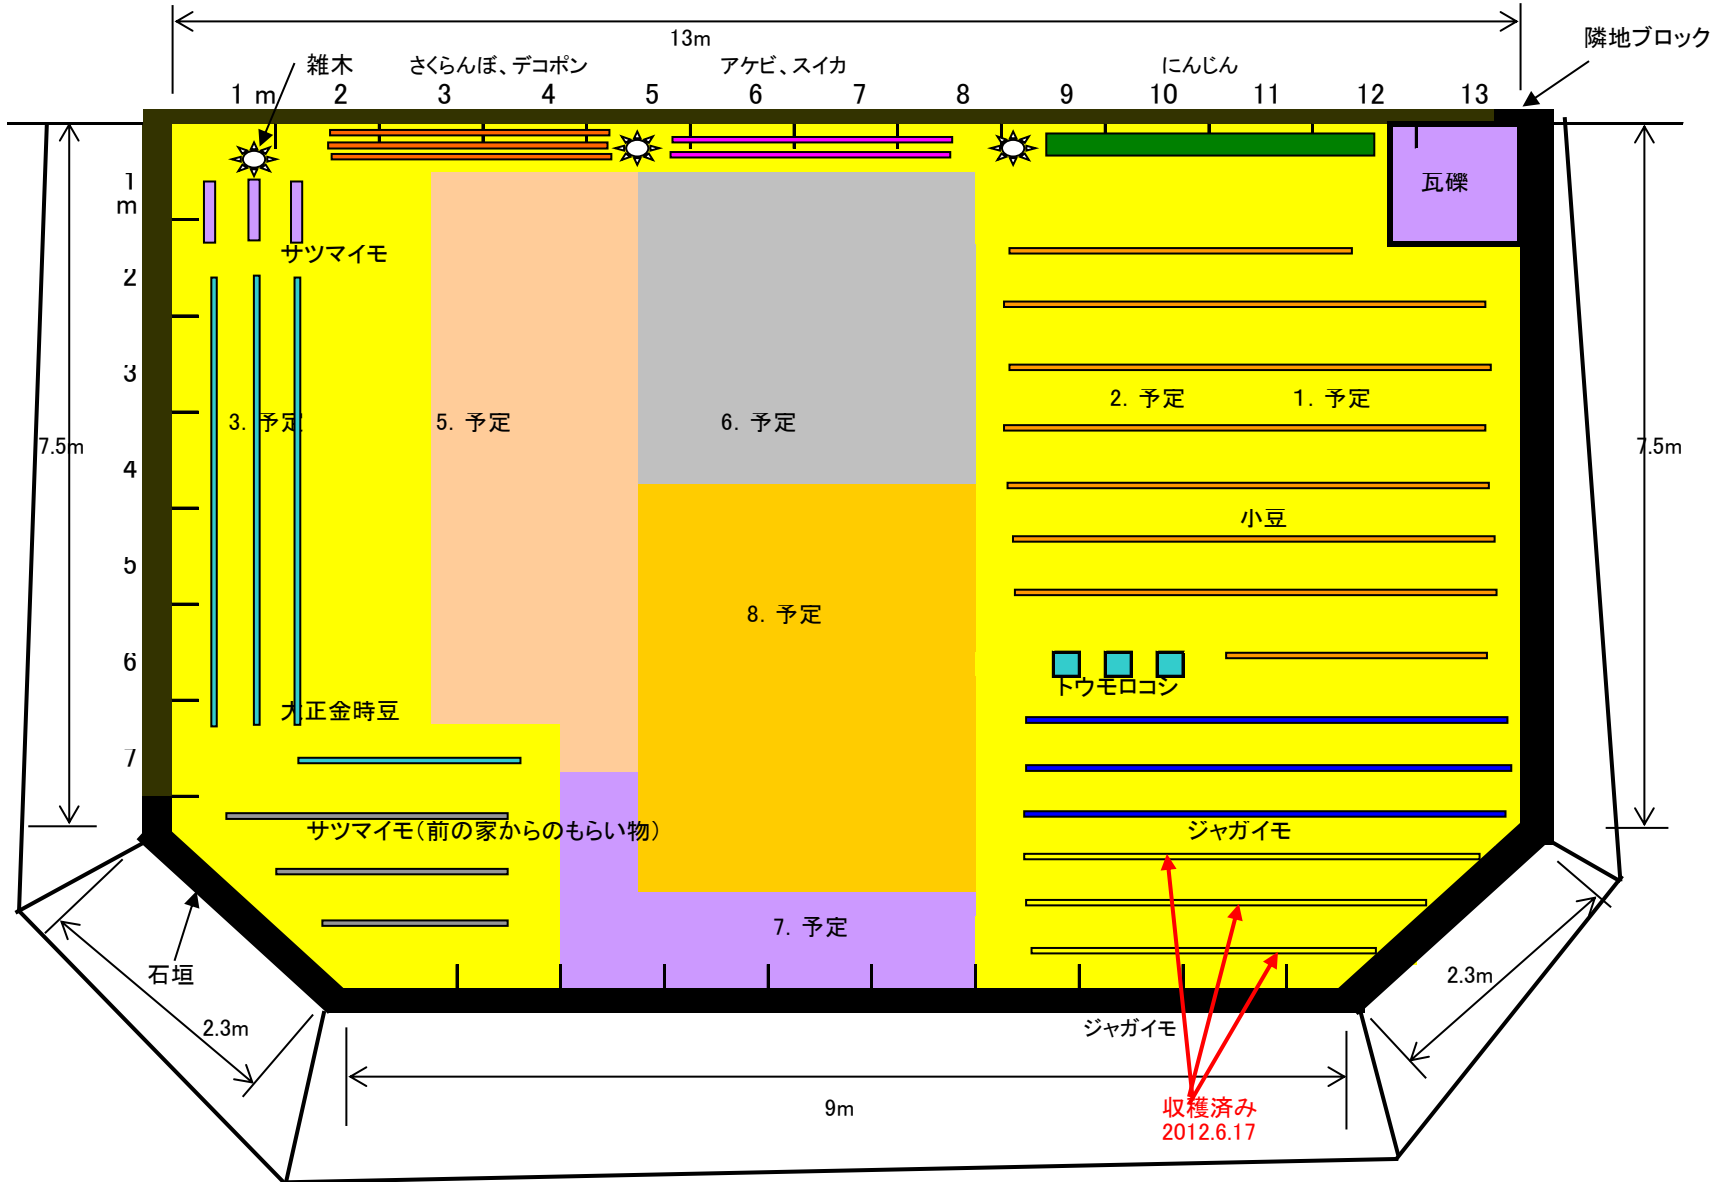 13m
隣地ブロック
雑木
さくらんぼ、デコポン
アケビ、スイカ
にんじん
1 m 2 3 4 5 6 7 8 9 10 11 12 13
1
m
瓦礫
サツマイモ
2
3
2. 予定
1. 予定
3. 予定
5. 予定
6. 予定
7.5m
7.5m
4
小豆
5
8. 予定
6
トウモロコシ
大正金時豆
7
サツマイモ（前の家からのもらい物）
ジャガイモ
7. 予定
石垣
2.3m
2.3m
ジャガイモ
9m
収穫済み
2012.6.17